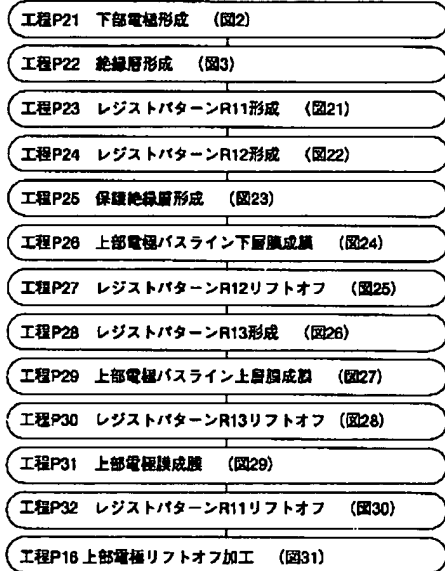 工程P21 下部電極形成 (図2)
工程P22 絶縁層形成 (図3)
工程P23 レジストパターンR11形成 (図21)
工程P24 レジストパターンR12形成 (図22)
工程P25 保護絶縁層形成 (図23)
工程P26 上部電極バスライン下層膜成膜 (図24)
工程P27 レジストパターンR12リフトオフ (図25)
工程P28 レジストパターンR13形成 (図26)
工程P29 上部電極バスライン上層膜成膜 (図27)
工程P30 レジストパターンR13リフトオフ (図28)
工程P31 上部電極膜成膜 (図29)
工程P32 レジストパターンR11リフトオフ (図30)
工程P16 上部電極リフトオフ加工 (図31)